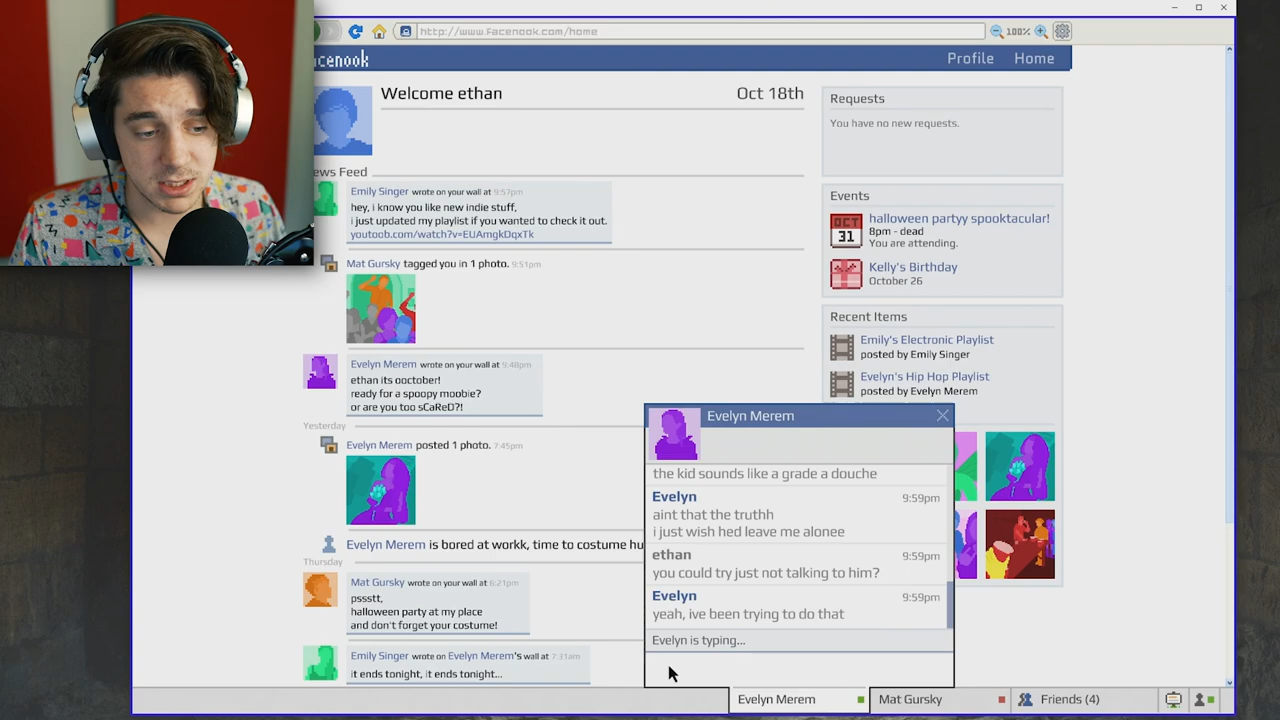 http://www.Facenook.com/home
100%
cenook
Profile
Home
Welcome ethan
Oct 18th
ews Feed
Emily Singer wrote on your wall at 9:57pm
hey, i know you like new indie stuff,
i just updated my playlist if you wanted to check it out.
youtoob.com/watch?v=EUAmgkDqxTk
Mat Gursky tagged you in 1 photo. 9:51pm
Evelyn Merem wrote on your wall at 9:48pm
ethan its ooctober!
ready for a spoopy moobie?
or are you too sCaReD?!
Yesterday
Evelyn Merem posted 1 photo. 7:45pm
Evelyn Merem is bored at workk, time to costume hu
Thursday
Mat Gursky wrote on your wall at 6:21pm
pssstt,
halloween party at my place
and don't forget your costume!
Emily Singer wrote on Evelyn Merem's wall at 7:31am
it ends tonight, it ends tonight...
Requests
You have no new requests.
Events
OCT
31
halloween partyy spooktacular!
8pm - dead
You are attending.
Kelly's Birthday
October 26
Recent Items
Emily's Electronic Playlist
posted by Emily Singer
Evelyn's Hip Hop Playlist
posted by Evelyn Merem
Evelyn Merem
the kid sounds like a grade a douche
Evelyn 9:59pm
aint that the truthh
i just wish hed leave me alonee
ethan 9:59pm
you could try just not talking to him?
Evelyn 9:59pm
yeah, ive been trying to do that
Evelyn is typing...
Evelyn Merem
Mat Gursky
Friends (4)